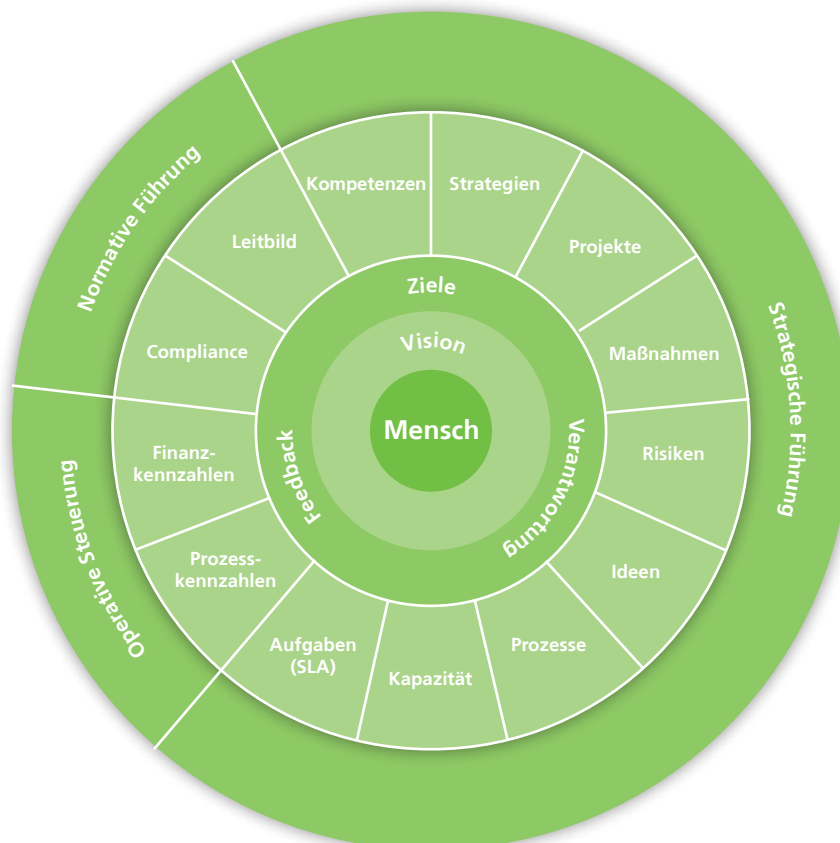 Normative Führung
Strategische Führung
Operative Steuerung
Kompetenzen
Strategien
Projekte
Maßnahmen
Risiken
Ideen
Prozesse
Kapazität
Aufgaben
(SLA)
Prozess-
kennzahlen
Finanz-
kennzahlen
Compliance
Leitbild
Ziele
Verantwortung
Feedback
Vision
Mensch